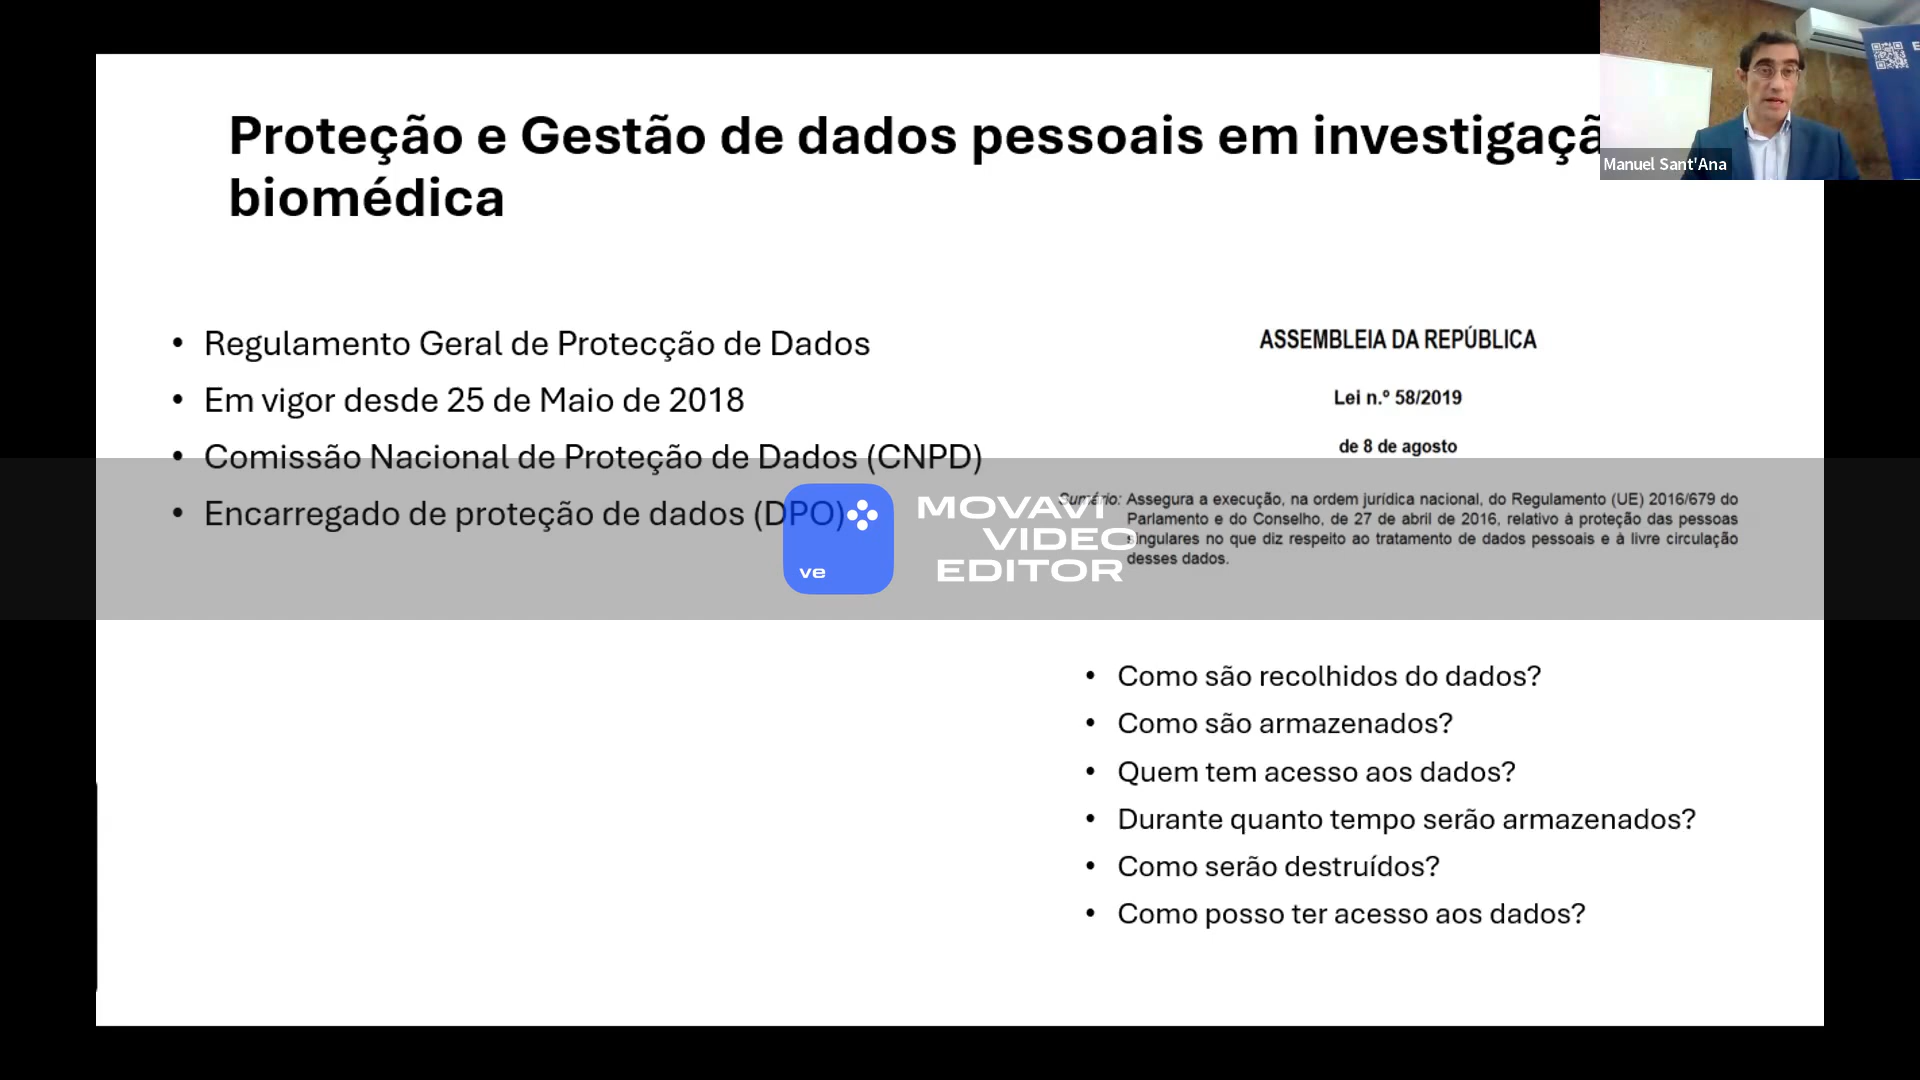 Proteção e Gestão de dados pessoais em investigaçã
biomédica
Manuel Sant'Ana
• Regulamento Geral de Protecção de Dados
• Em vigor desde 25 de Maio de 2018
• Comissão Nacional de Proteção de Dados (CNPD)
• Encarregado de proteção de dados (DPO)
ASSEMBLEIA DA REPÚBLICA
Lei n.º 58/2019
de 8 de agosto
Sumário: Assegura a execução, na ordem jurídica nacional, do Regulamento (UE) 2016/679 do
Parlamento e do Conselho, de 27 de abril de 2016, relativo à proteção das pessoas
singulares no que diz respeito ao tratamento de dados pessoais e à livre circulação
desses dados.
ve
MOVAVI
VIDEO
EDITOR
• Como são recolhidos do dados?
• Como são armazenados?
• Quem tem acesso aos dados?
• Durante quanto tempo serão armazenados?
• Como serão destruídos?
• Como posso ter acesso aos dados?